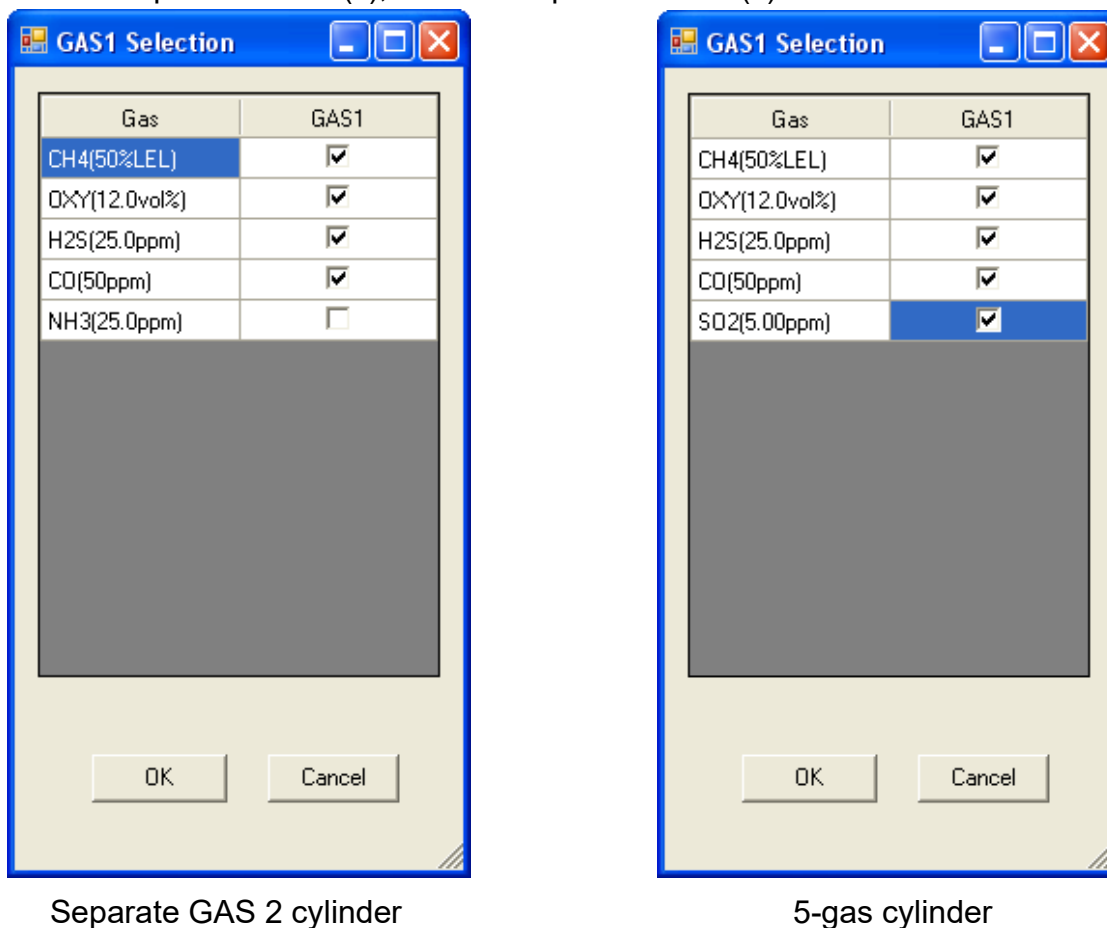 GAS1 Selection
Gas GAS1
CH4(50%LEL)
OXY(12.0vol%)
H2S(25.0ppm)
CO(50ppm)
NH3(25.0ppm)
OK Cancel
Separate GAS 2 cylinder
GAS1 Selection
Gas GAS1
CH4(50%LEL)
OXY(12.0vol%)
H2S(25.0ppm)
CO(50ppm)
SO2(5.00ppm)
OK Cancel
5-gas cylinder